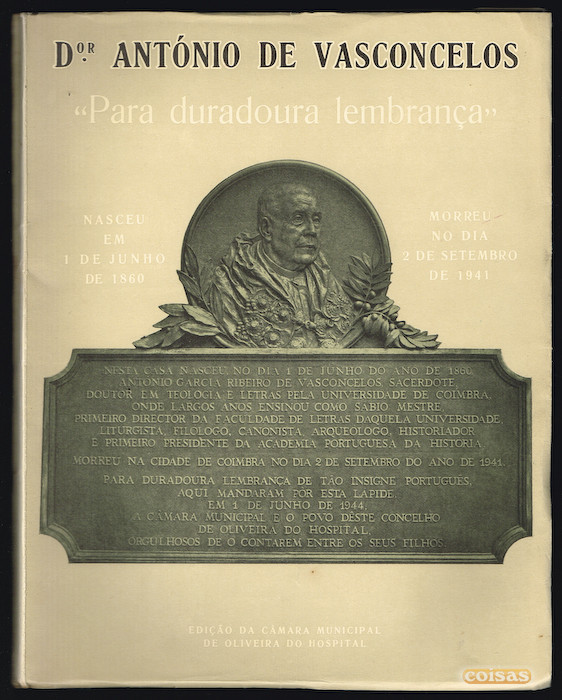 Dor. ANTÓNIO DE VASCONCELOS
“Para duradoura lembrança”
NASCEU
EM
1 DE JUNHO
DE 1860
MORREU
NO DIA
2 DE SETEMBRO
DE 1941
NESTA CASA NASCEU, NO DIA 1 DE JUNHO DO ANO DE 1860,
ANTONIO GARCIA RIBEIRO DE VASCONCELOS SACERDOTE,
DOUTOR EM TEOLOGIA E LETRAS PELA UNIVERSIDADE DE COIMBRA,
ONDE LARGOS ANOS ENSINOU COMO SABIO MESTRE,
PRIMEIRO DIRECTOR DA FACULDADE DE LETRAS DAQUELA UNIVERSIDADE,
LITURGISTA, FILOLOGO, CANONISTA, ARQUEOLOGO, HISTORIADOR
E PRIMEIRO PRESIDENTE DA ACADEMIA PORTUGUESA DA HISTORIA
MORREU NA CIDADE DE COIMBRA NO DIA 2 DE SETEMBRO DO ANO DE 1941.
PARA DURADOURA LEMBRANÇA DE TÃO INSIGNE PORTUGUÊS,
AQUI MANDARAM PÔR ESTA LAPIDE,
EM 1 DE JUNHO DE 1944,
A CÂMARA MUNICIPAL E O POVO DÊSTE CONCELHO
DE OLIVEIRA DO HOSPITAL,
ORGULHOSOS DE O CONTAREM ENTRE OS SEUS FILHOS.
EDIÇÃO DA CÂMARA MUNICIPAL
DE OLIVEIRA DO HOSPITAL
coisas